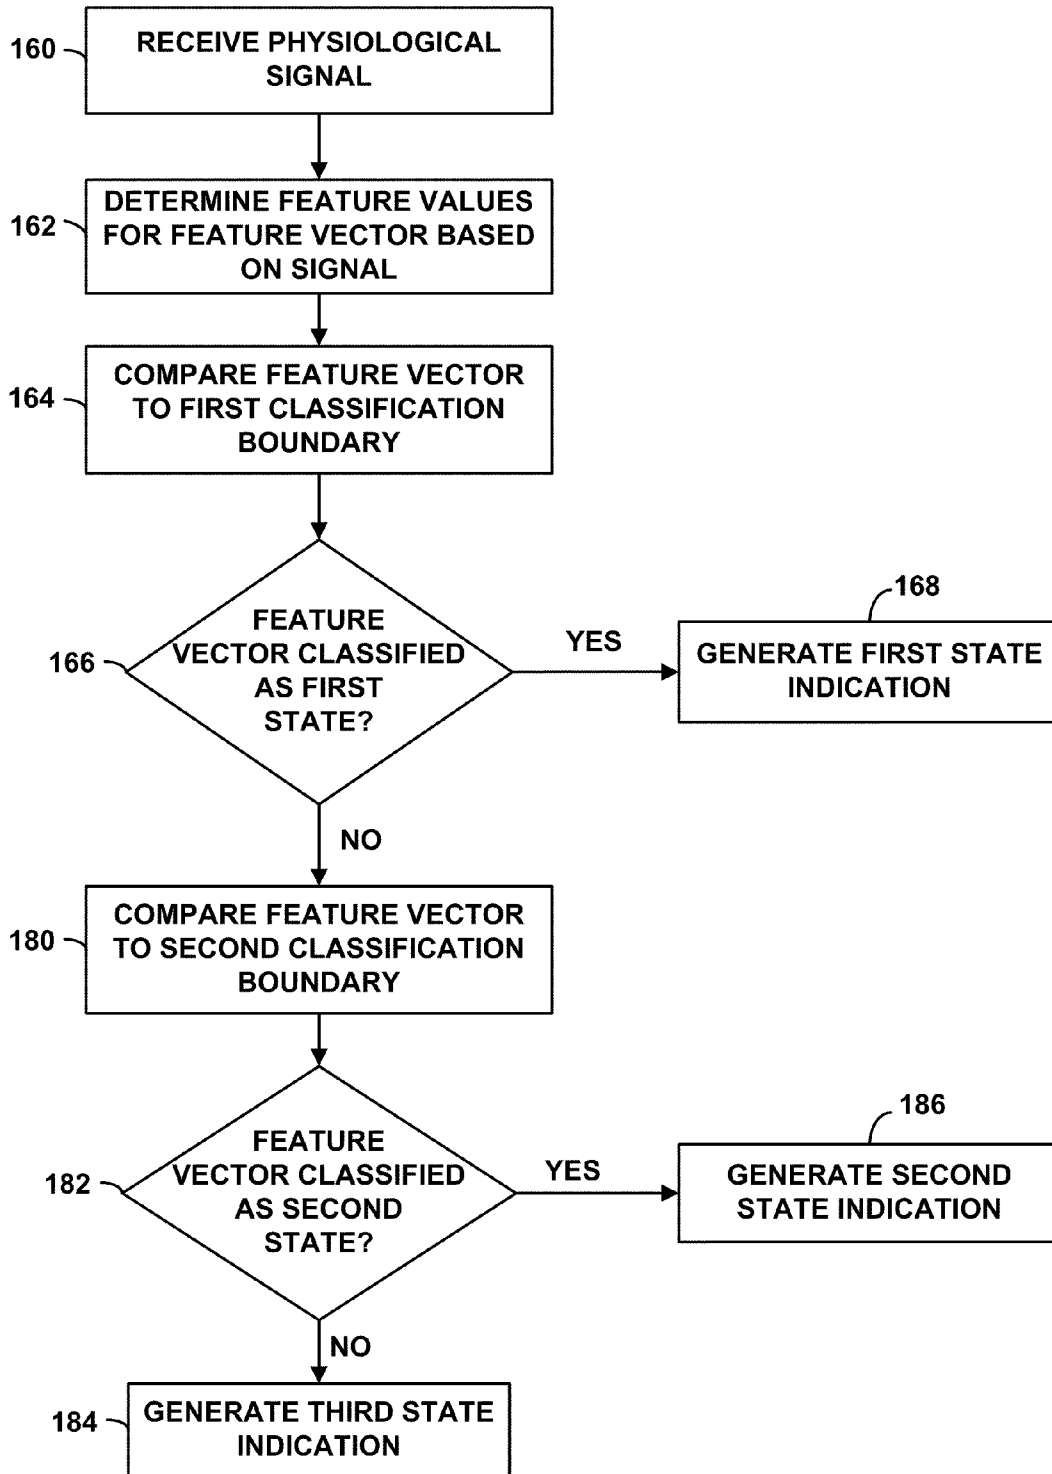 160
RECEIVE PHYSIOLOGICAL
SIGNAL
162
DETERMINE FEATURE VALUES
FOR FEATURE VECTOR BASED
ON SIGNAL
164
COMPARE FEATURE VECTOR
TO FIRST CLASSIFICATION
BOUNDARY
166
FEATURE
VECTOR CLASSIFIED
AS FIRST
STATE?
YES
168
GENERATE FIRST STATE
INDICATION
NO
180
COMPARE FEATURE VECTOR
TO SECOND CLASSIFICATION
BOUNDARY
182
FEATURE
VECTOR CLASSIFIED
AS SECOND
STATE?
YES
186
GENERATE SECOND
STATE INDICATION
NO
184
GENERATE THIRD STATE
INDICATION